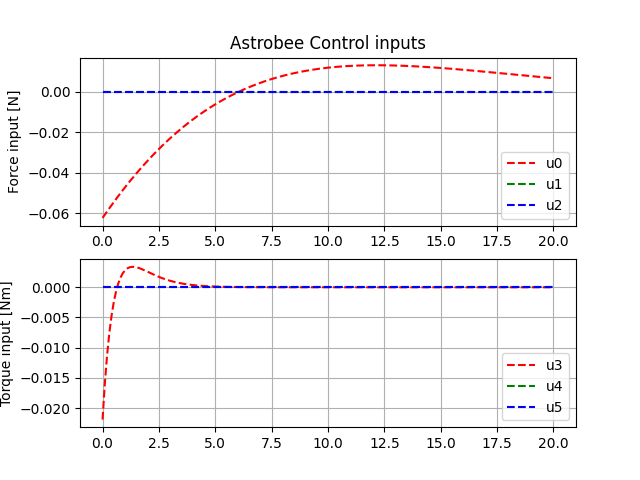 Astrobee Control inputs
Force input [N]
0.00
−0.02
−0.04
−0.06
u0
u1
u2
0.0 2.5 5.0 7.5 10.0 12.5 15.0 17.5 20.0
Torque input [Nm]
0.000
−0.005
−0.010
−0.015
−0.020
u3
u4
u5
0.0 2.5 5.0 7.5 10.0 12.5 15.0 17.5 20.0